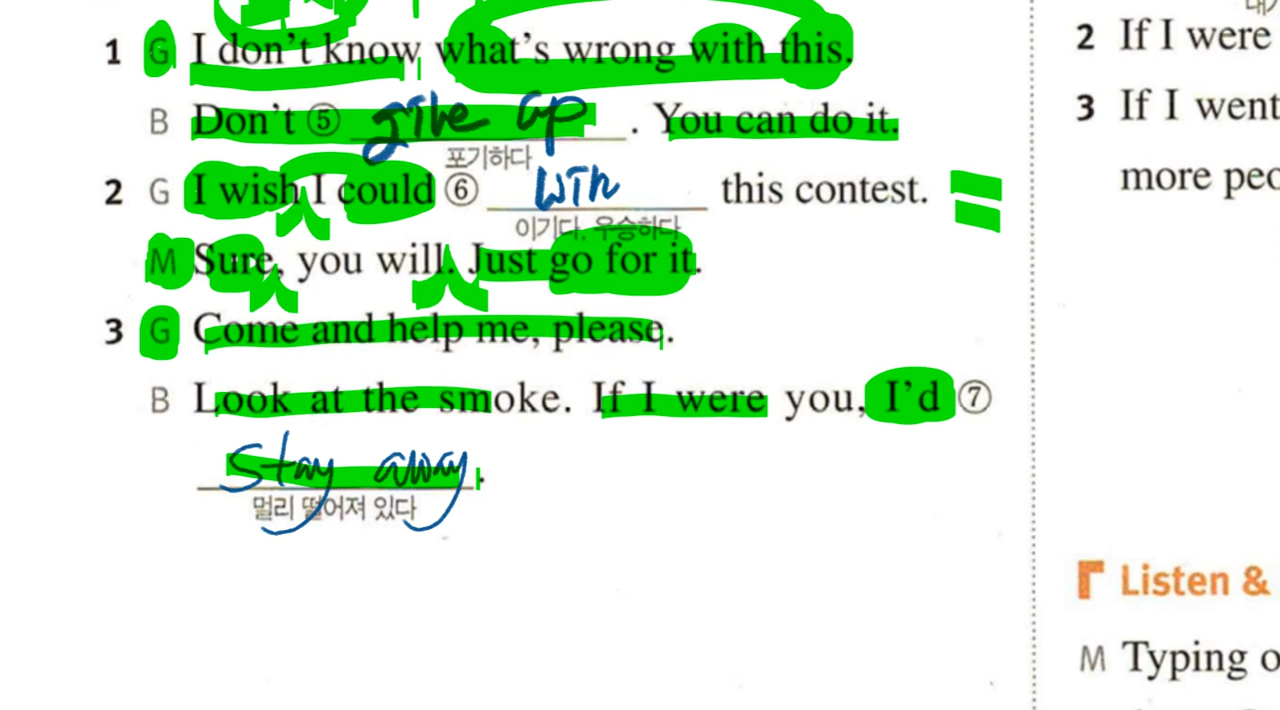 1 G I don't know what's wrong with this.
B Don't ⑤ give up . You can do it.
포기하다
2 G I wish I could ⑥ win this contest.
이기다, 우승하다
M Sure, you will. Just go for it.
3 G Come and help me, please.
B Look at the smoke. If I were you, I'd ⑦
stay away.
멀리 떨어져 있다
2 If I were
3 If I went
more peo
Listen &
M Typing o